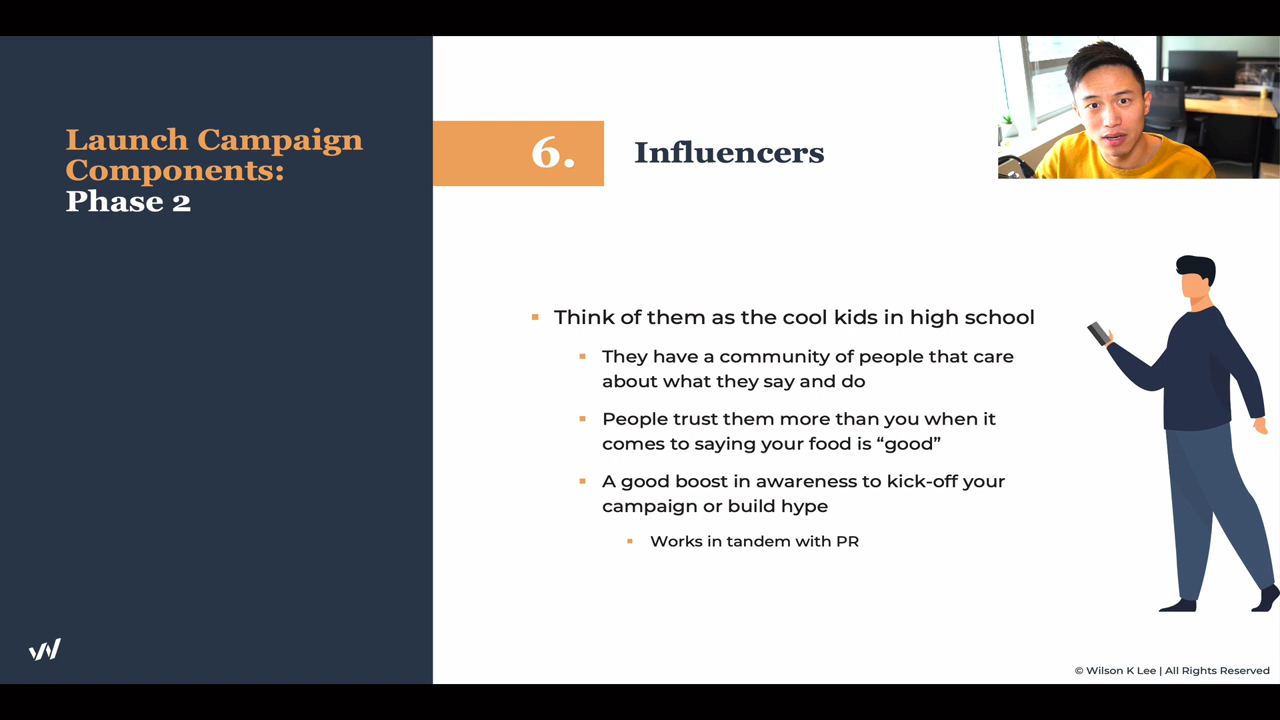 Launch Campaign
Components:
Phase 2
6.
Influencers
Think of them as the cool kids in high school
They have a community of people that care
about what they say and do
People trust them more than you when it
comes to saying your food is “good”
A good boost in awareness to kick-off your
campaign or build hype
Works in tandem with PR
© Wilson K Lee | All Rights Reserved